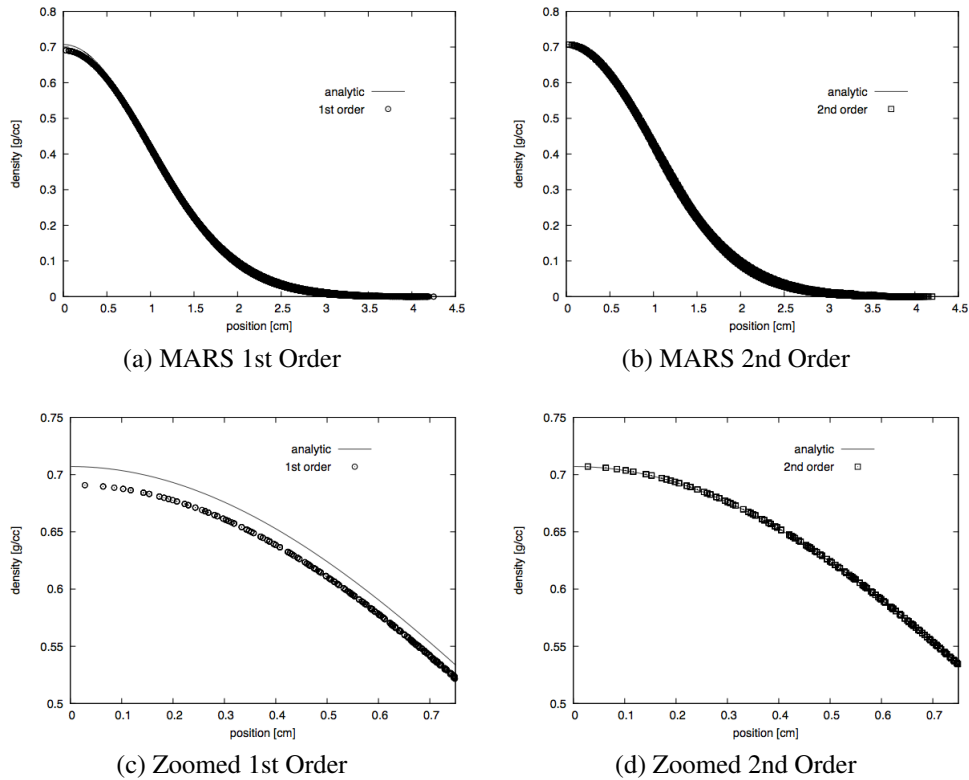 0.8
0.7
0.6
0.5
0.4
0.3
0.2
0.1
0
density [g/cc]
analytic
1st order
0 0.5 1 1.5 2 2.5 3 3.5 4 4.5
position [cm]
(a) MARS 1st Order
0.8
0.7
0.6
0.5
0.4
0.3
0.2
0.1
0
density [g/cc]
analytic
2nd order
0 0.5 1 1.5 2 2.5 3 3.5 4 4.5
position [cm]
(b) MARS 2nd Order
0.75
0.7
0.65
0.6
0.55
0.5
density [g/cc]
analytic
1st order
0 0.1 0.2 0.3 0.4 0.5 0.6 0.7
position [cm]
(c) Zoomed 1st Order
0.75
0.7
0.65
0.6
0.55
0.5
density [g/cc]
analytic
2nd order
0 0.1 0.2 0.3 0.4 0.5 0.6 0.7
position [cm]
(d) Zoomed 2nd Order